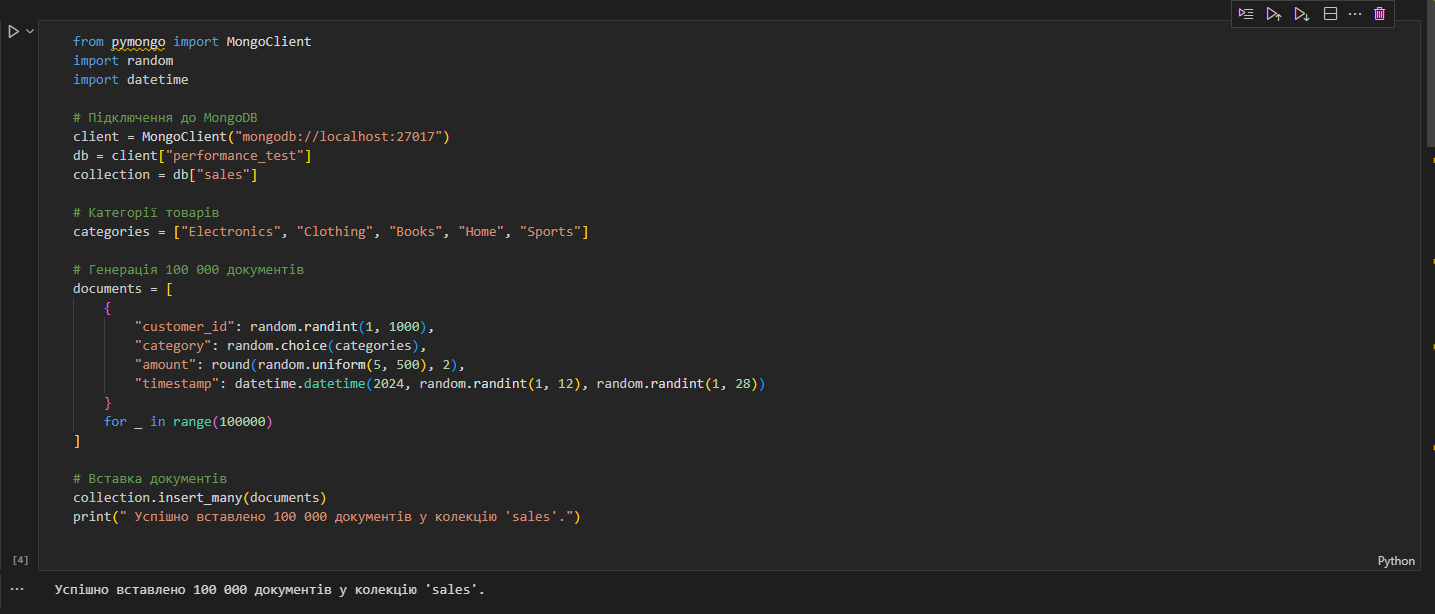 from pymongo import MongoClient
import random
import datetime

# Підключення до MongoDB
client = MongoClient("mongodb://localhost:27017")
db = client["performance_test"]
collection = db["sales"]

# Категорії товарів
categories = ["Electronics", "Clothing", "Books", "Home", "Sports"]

# Генерація 100 000 документів
documents = [
    {
        "customer_id": random.randint(1, 1000),
        "category": random.choice(categories),
        "amount": round(random.uniform(5, 500), 2),
        "timestamp": datetime.datetime(2024, random.randint(1, 12), random.randint(1, 28))
    }
    for _ in range(100000)
]

# Вставка документів
collection.insert_many(documents)
print(" Успішно вставлено 100 000 документів у колекцію 'sales'.")
[4]
Python
Успішно вставлено 100 000 документів у колекцію 'sales'.